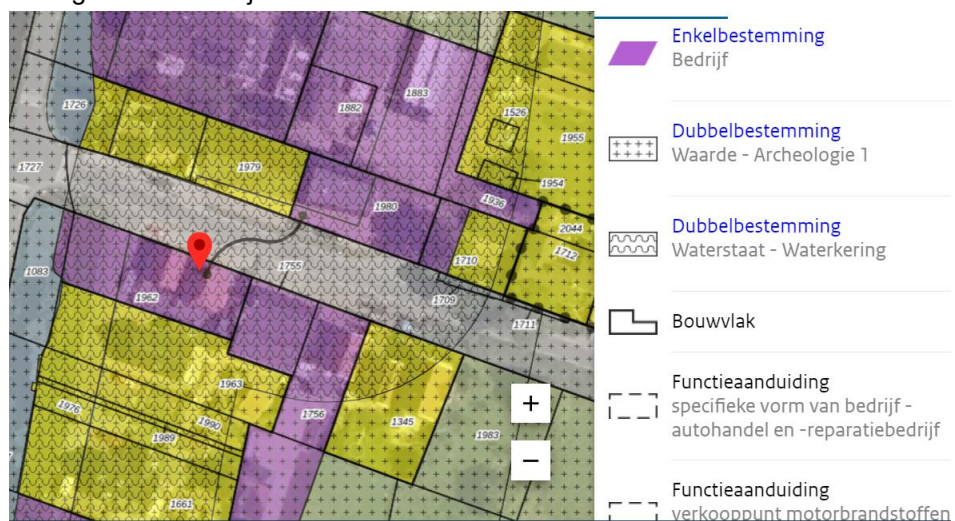 Enkelbestemming
Bedrijf
Dubbelbestemming
Waarde - Archeologie 1
Dubbelbestemming
Waterstaat - Waterkering
Bouwvlak
Functieaanduiding
specifieke vorm van bedrijf -
autohandel en -reparatiebedrijf
Functieaanduiding
verkooppunt motorbrandstoffen
1726
1882
1883
1526
1955
1727
1979
1954
1980
1936
2044
1712
1710
1755
1083
1962
1709
1711
1963
1976
1990
1756
1345
1983
1989
1661
+
−